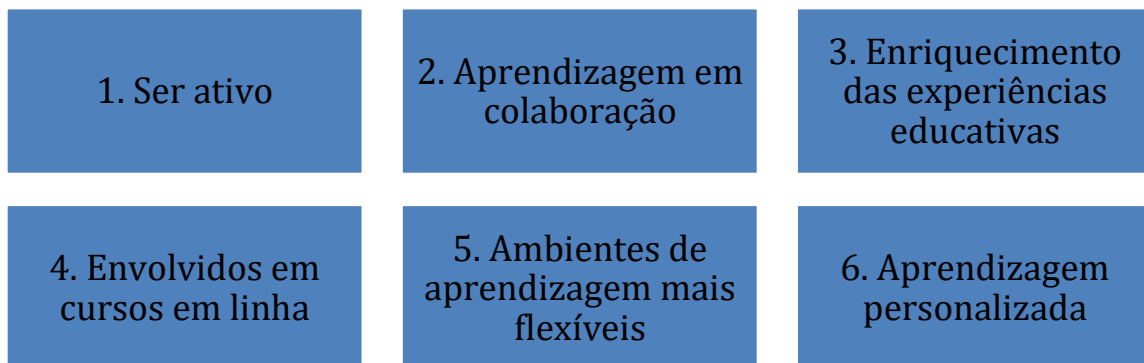 1. Ser ativo
2. Aprendizagem em
colaboração
3. Enriquecimento
das experiências
educativas
4. Envolvidos em
cursos em linha
5. Ambientes de
aprendizagem mais
flexíveis
6. Aprendizagem
personalizada